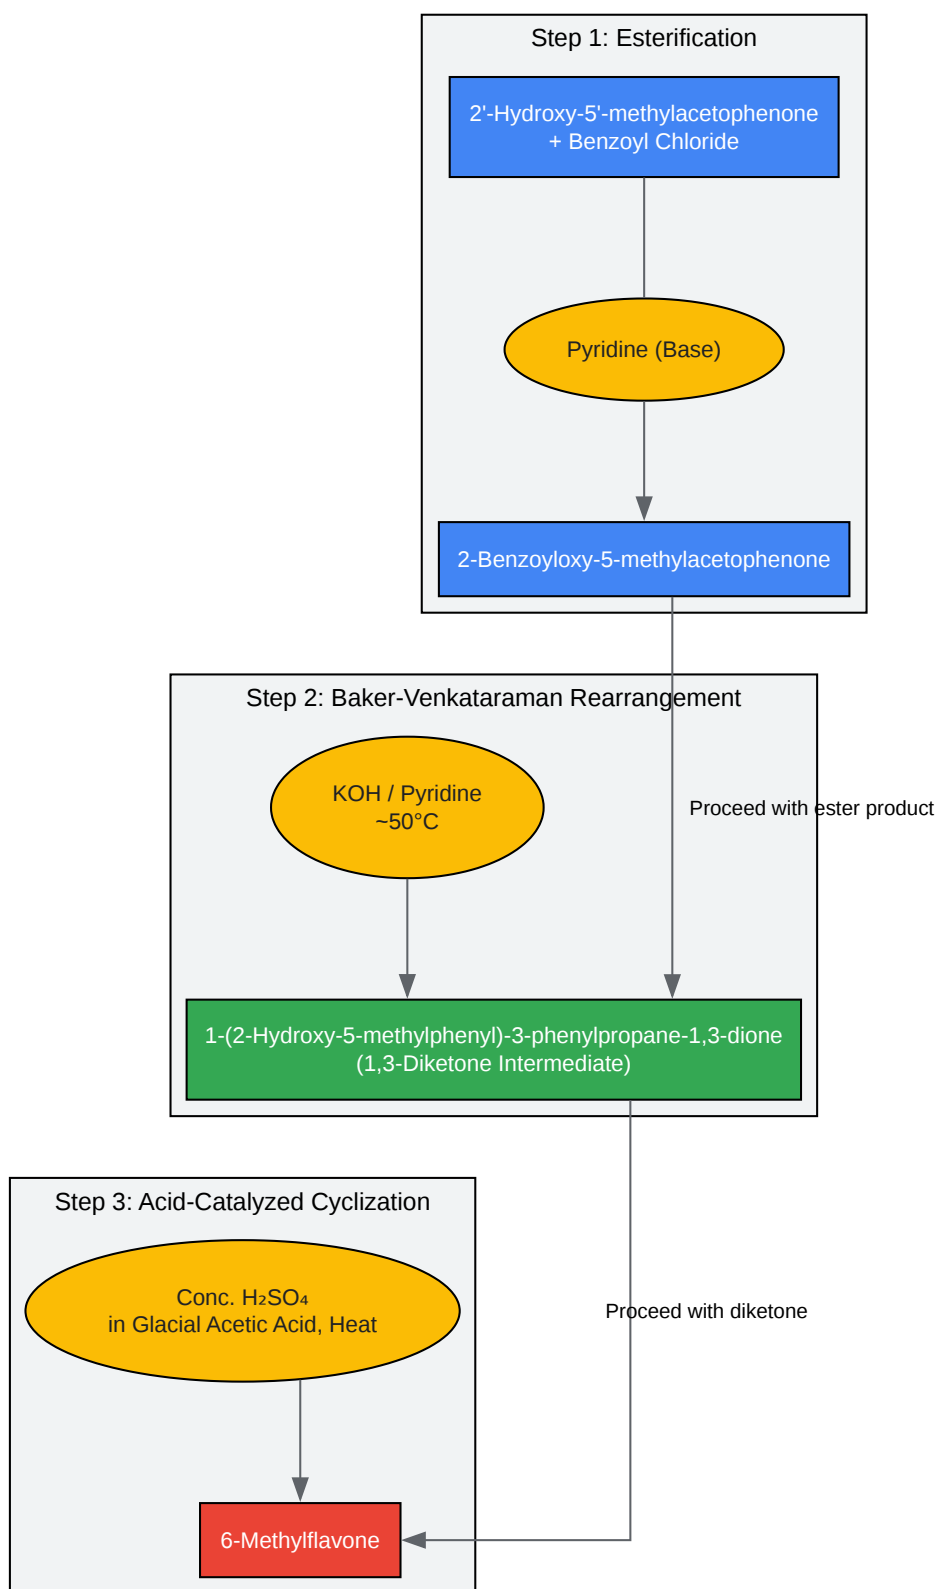 Step 1: Esterification
2'-Hydroxy-5'-methylacetophenone
+ Benzoyl Chloride
Pyridine (Base)
2-Benzoyloxy-5-methylacetophenone
Step 2: Baker-Venkataraman Rearrangement
KOH / Pyridine
~50°C
Proceed with ester product
1-(2-Hydroxy-5-methylphenyl)-3-phenylpropane-1,3-dione
(1,3-Diketone Intermediate)
Step 3: Acid-Catalyzed Cyclization
Conc. H₂SO₄
in Glacial Acetic Acid, Heat
Proceed with diketone
6-Methylflavone